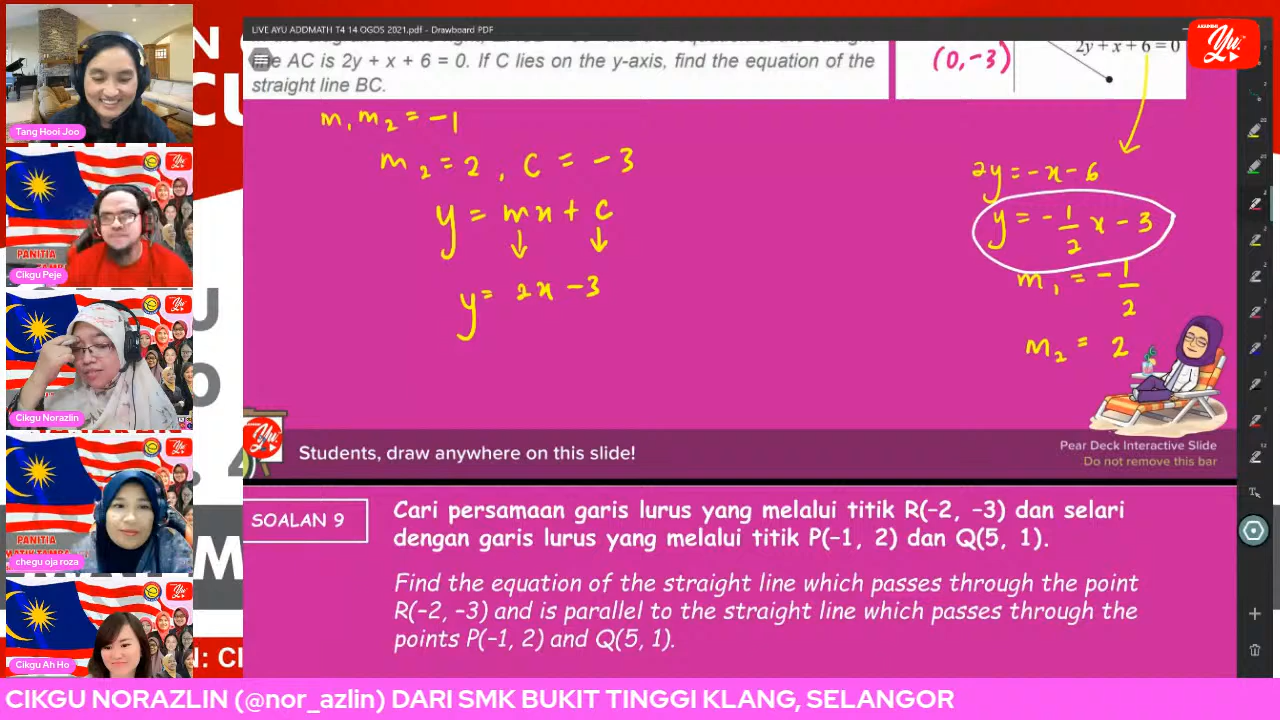 LIVE AYU ADDMATH T4 14 OGOS 2021.pdf - Drawboard PDF
AC is 2y + x + 6 = 0. If C lies on the y-axis, find the equation of the
straight line BC.
(0,-3)
2y + x + 6 = 0
m₁ m₂ = -1
m₂ = 2, c = -3
y = mx + c
y = 2x - 3
2y = -x - 6
y = -1/2 x - 3
m₁ = -1/2
m₂ = 2
Students, draw anywhere on this slide!
Pear Deck Interactive Slide
Do not remove this bar
SOALAN 9
Cari persamaan garis lurus yang melalui titik R(-2, -3) dan selari
dengan garis lurus yang melalui titik P(-1, 2) dan Q(5, 1).
Find the equation of the straight line which passes through the point
R(-2, -3) and is parallel to the straight line which passes through the
points P(-1, 2) and Q(5, 1).
Tang Hooi Joo
PANITIA
Cikgu Peje
Cikgu Norazlin
PANITIA
chegu oja roza
Cikgu Ah Ho
Yu
CIKGU NORAZLIN (@nor_azlin) DARI SMK BUKIT TINGGI KLANG, SELANGOR